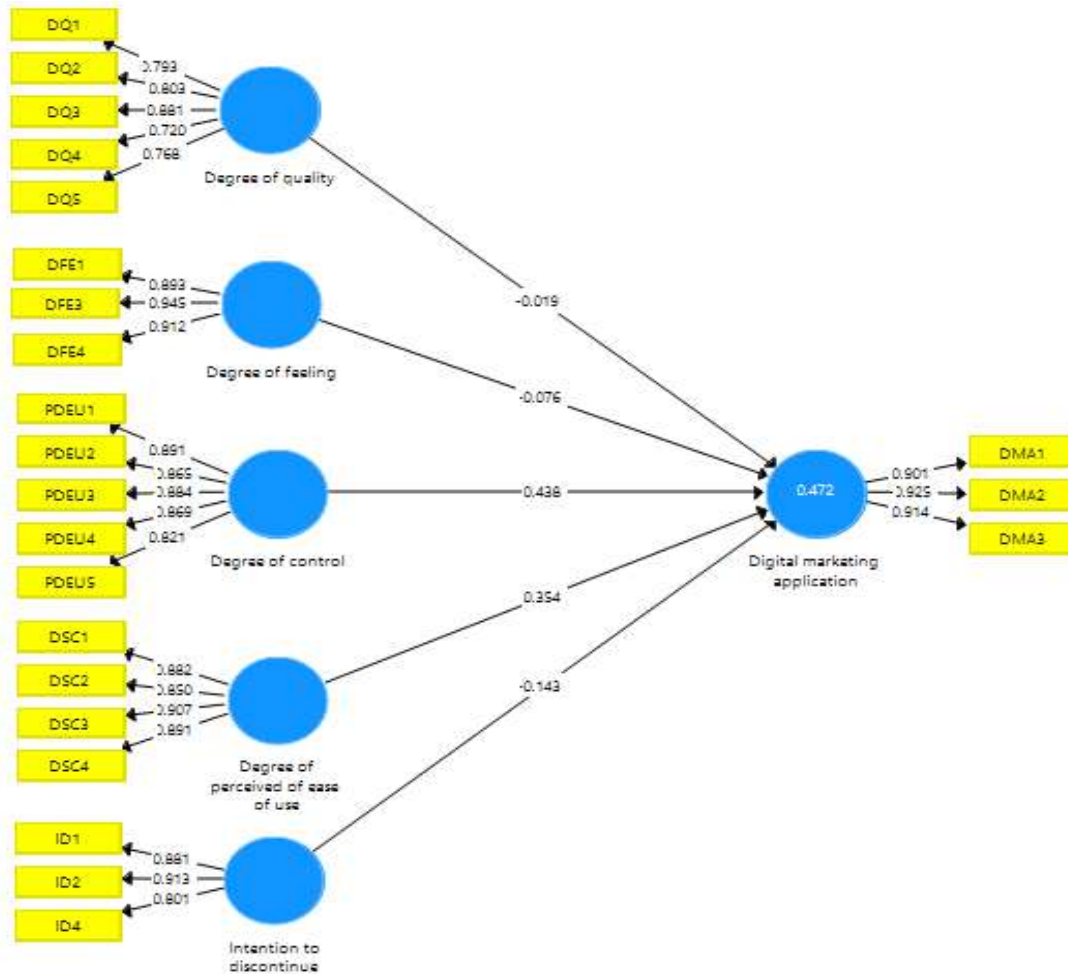 DQ1
DQ2
DQ3
DQ4
DQ5
0.793
0.803
0.881
0.720
0.768
Degree of quality
-0.019
DFE1
DFE3
DFE4
0.893
0.945
0.912
Degree of feeling
-0.076
PDEU1
PDEU2
PDEU3
PDEU4
PDEU5
0.891
0.865
0.884
0.869
0.821
Degree of control
0.438
DSC1
DSC2
DSC3
DSC4
0.882
0.850
0.907
0.891
Degree of
perceived of ease
of use
0.354
ID1
ID2
ID4
0.881
0.913
0.801
Intention to
discontinue
-0.143
0.472
Digital marketing
application
0.901
0.925
0.914
DMA1
DMA2
DMA3